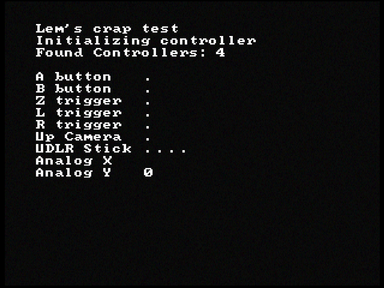 Lem's crap test
Initializing controller
Found Controllers: 4
A button .
B button .
Z trigger .
L trigger .
R trigger .
Up Camera .
UDLR Stick ....
Analog X
Analog Y 0